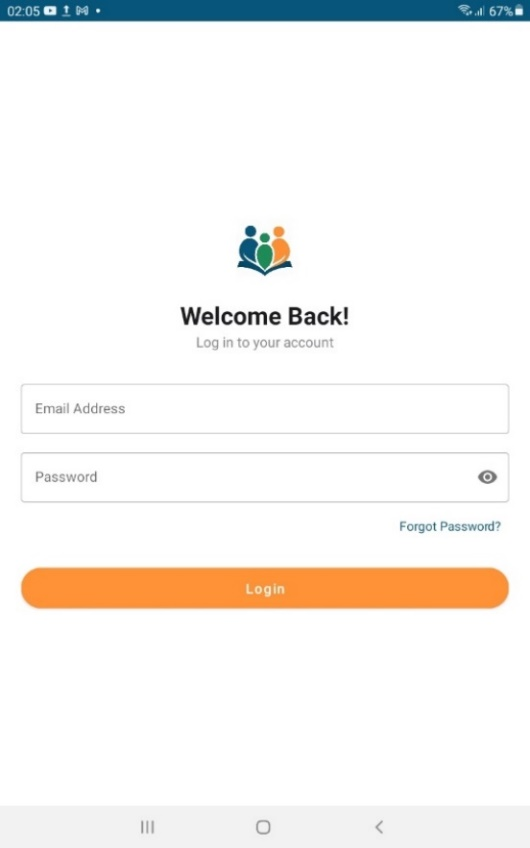 02:05 67%
Welcome Back!
Log in to your account
Email Address
Password
Forgot Password?
Login